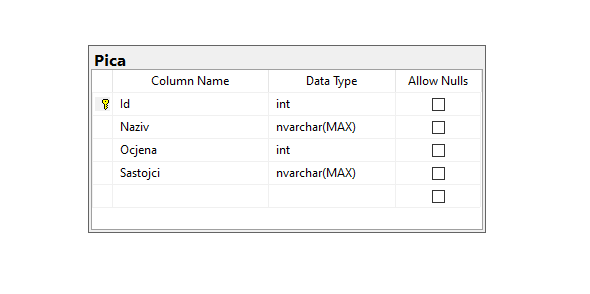 Pica
Column Name Data Type Allow Nulls
Id int
Naziv nvarchar(MAX)
Ocjena int
Sastojci nvarchar(MAX)